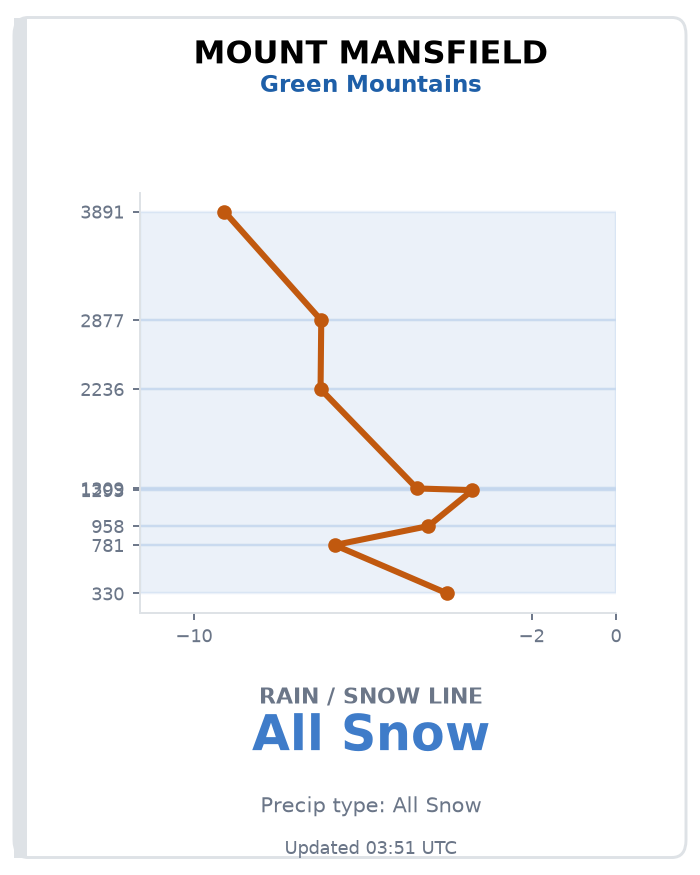 MOUNT MANSFIELD
Green Mountains
3891
2877
2236
958
781
330
−10 −2 0
RAIN / SNOW LINE
All Snow
Precip type: All Snow
Updated 03:51 UTC